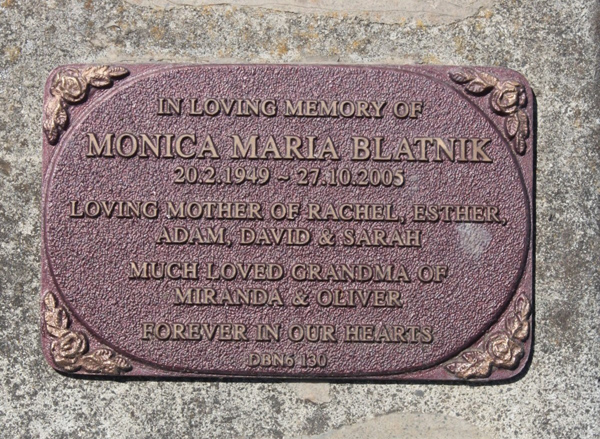 IN LOVING MEMORY OF
MONICA MARIA BLATNIK
20.2.1949 ~ 27.10.2005
LOVING MOTHER OF RACHEL, ESTHER,
ADAM, DAVID & SARAH
MUCH LOVED GRANDMA OF
MIRANDA & OLIVER
FOREVER IN OUR HEARTS
DBN6 130